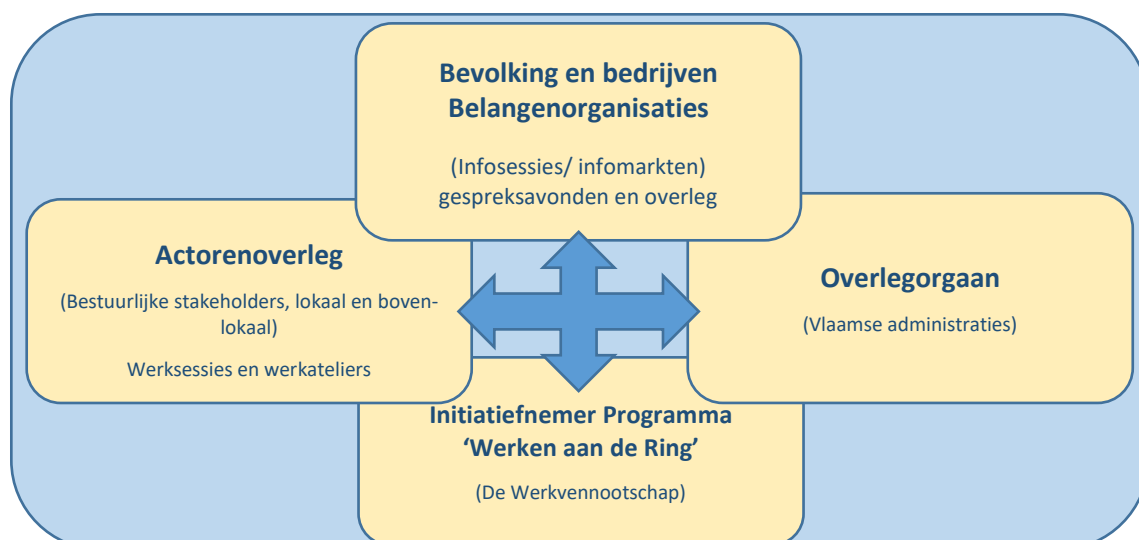 Bevolking en bedrijven
Belangenorganisaties
(Infosessies/ infomarkten)
gespreksavonden en overleg
Actorenoverleg
(Bestuurlijke stakeholders, lokaal en boven-
lokaal)
Werksessies en werkateliers
Overlegorgaan
(Vlaamse administraties)
Initiatiefnemer Programma
‘Werken aan de Ring’
(De Werkvennootschap)